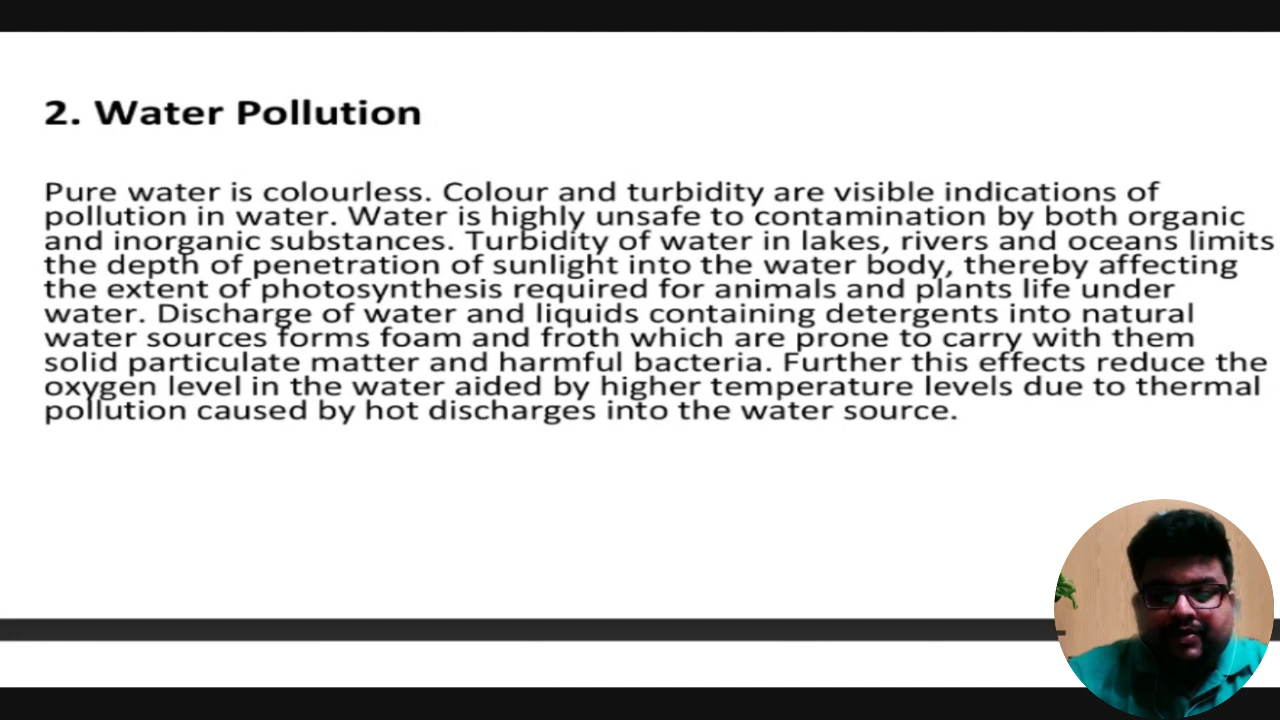 2. Water Pollution
Pure water is colourless. Colour and turbidity are visible indications of
pollution in water. Water is highly unsafe to contamination by both organic
and inorganic substances. Turbidity of water in lakes, rivers and oceans limits
the depth of penetration of sunlight into the water body, thereby affecting
the extent of photosynthesis required for animals and plants life under
water. Discharge of water and liquids containing detergents into natural
water sources forms foam and froth which are prone to carry with them
solid particulate matter and harmful bacteria. Further this effects reduce the
oxygen level in the water aided by higher temperature levels due to thermal
pollution caused by hot discharges into the water source.